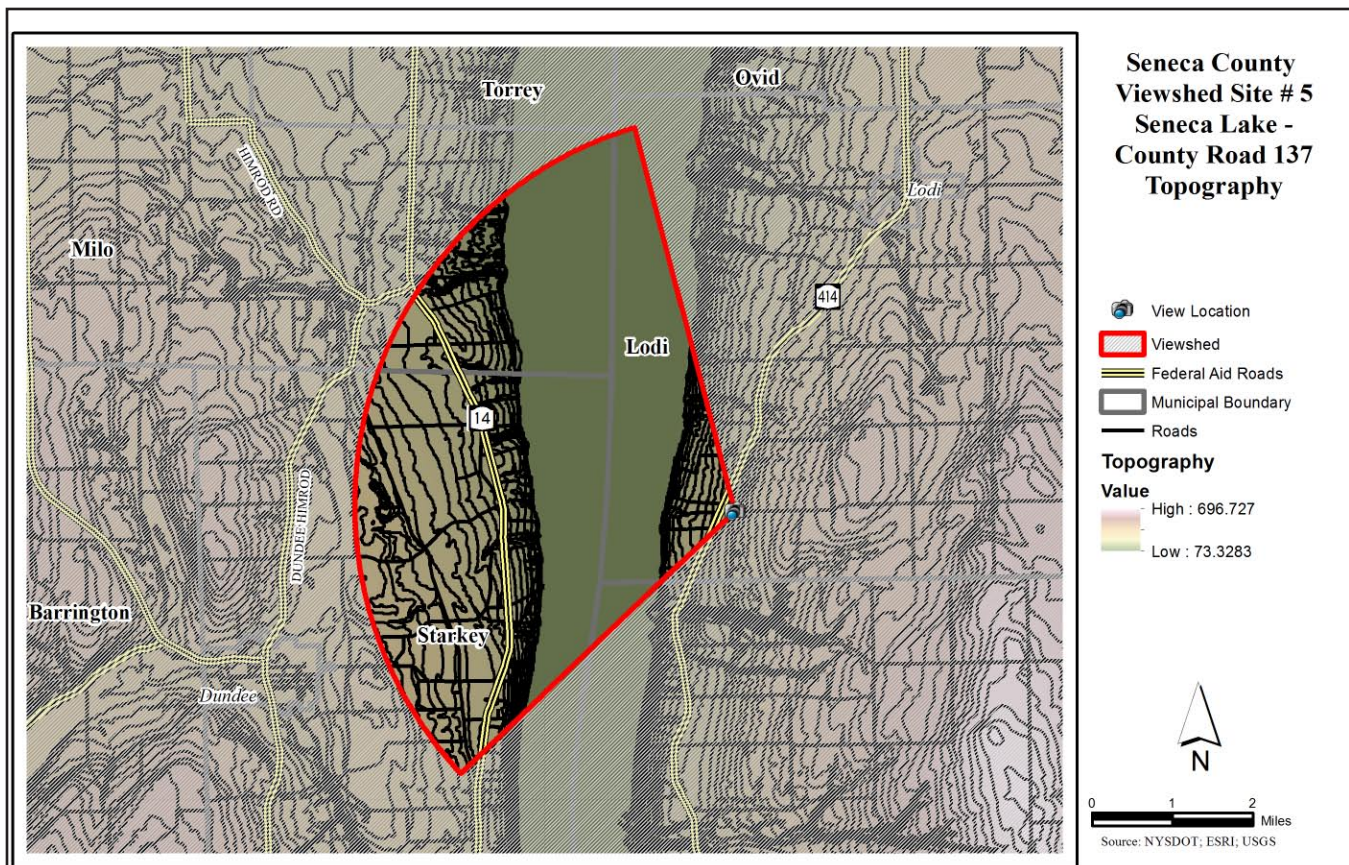 Seneca County
Viewshed Site # 5
Seneca Lake -
County Road 137
Topography
View Location
Viewshed
Federal Aid Roads
Municipal Boundary
Roads
Topography
Value
High : 696.727
Low : 73.3283
N
0 1 2
Miles
Source: NYSDOT; ESRI; USGS
Torrey
Ovid
HIMROD RD
Lodi
Milo
414
Lodi
14
DUNDEE HIMROD
Barrington
Starkey
Dundee